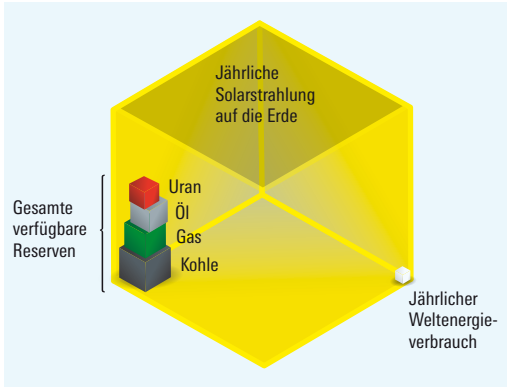 Jährliche
Solarstrahlung
auf die Erde
Uran
Öl
Gas
Kohle
Gesamte
verfügbare
Reserven
Jährlicher
Weltenergie-
verbrauch